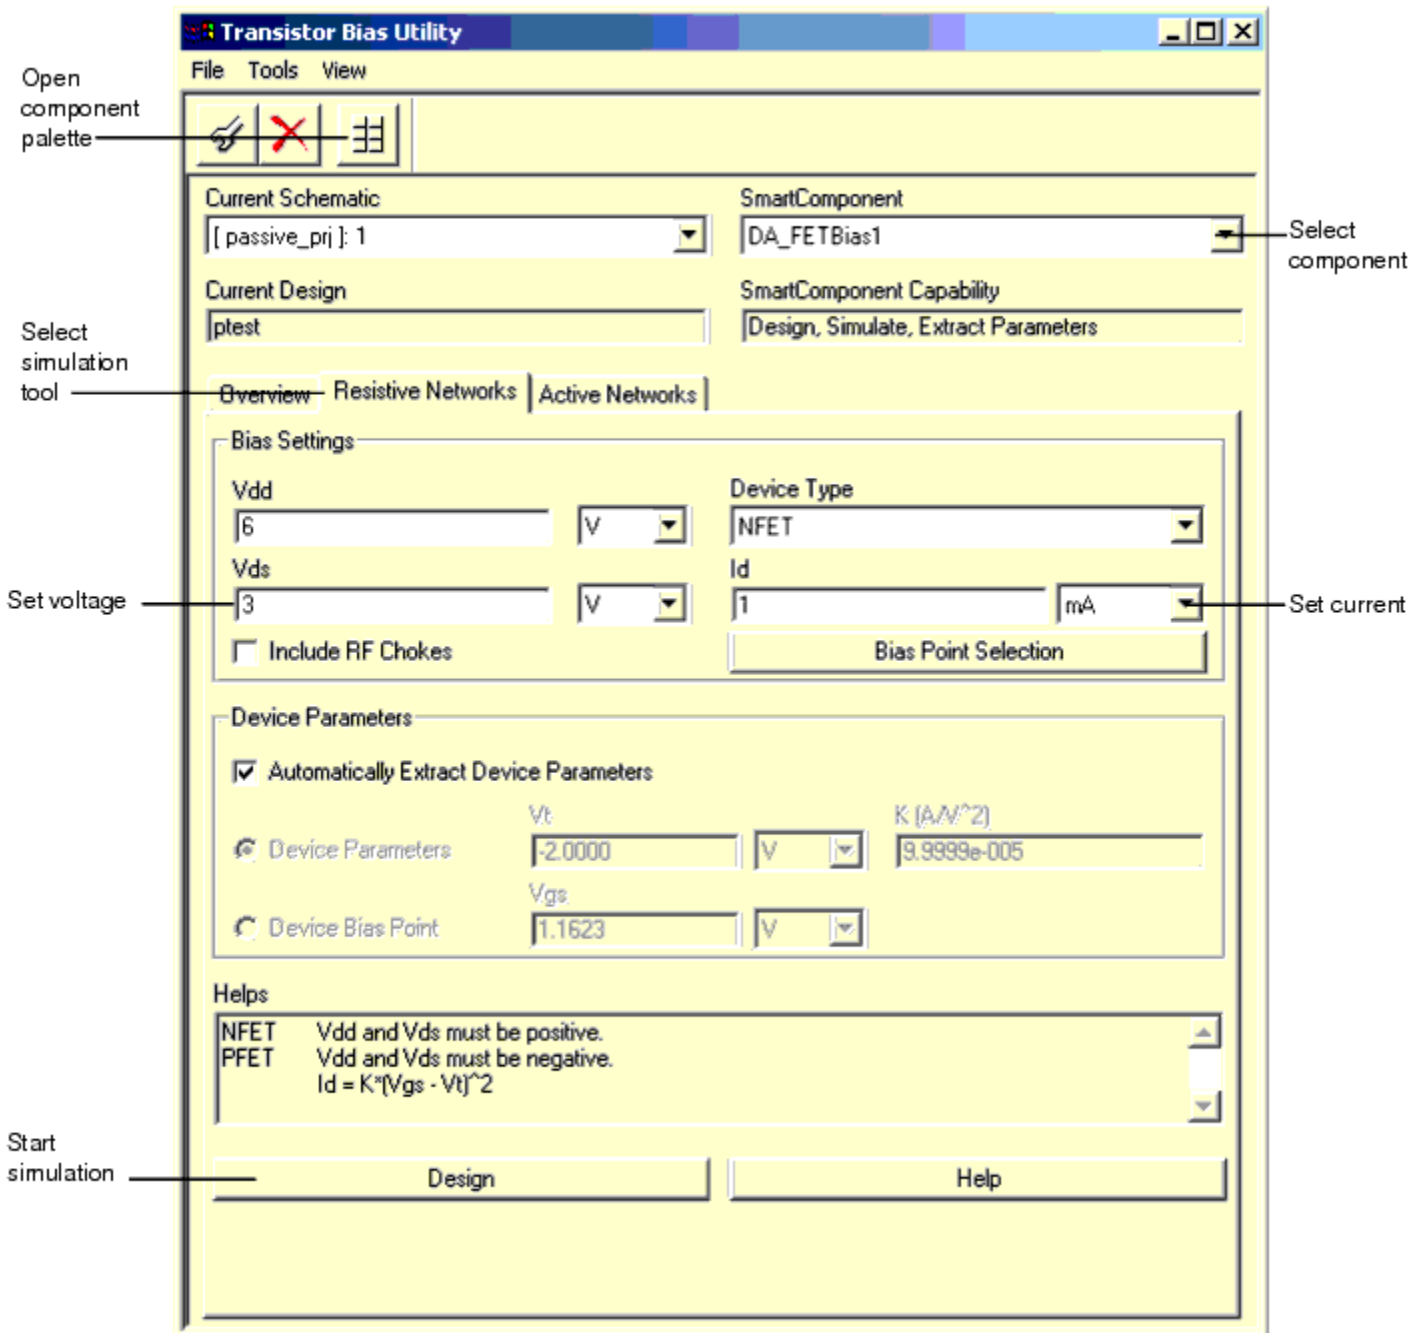 Transistor Bias Utility
File Tools View
Open
component
palette
Current Schematic
SmartComponent
[ passive_prj ]: 1
DA_FETBias1
Select
component
Current Design
SmartComponent Capability
ptest
Design, Simulate, Extract Parameters
Select
simulation
tool
Overview Resistive Networks Active Networks
Bias Settings
Vdd
Device Type
6 V
NFET
Vds
Id
Set voltage
3 V
1 mA
Set current
Include RF Chokes
Bias Point Selection
Device Parameters
Automatically Extract Device Parameters
Vt
K (A/V^2)
Device Parameters
-2.0000 V
9.9999e-005
Vgs
Device Bias Point
1.1623 V
Helps
NFET Vdd and Vds must be positive.
PFET Vdd and Vds must be negative.
Id = K*(Vgs - Vt)^2
Start
simulation
Design
Help